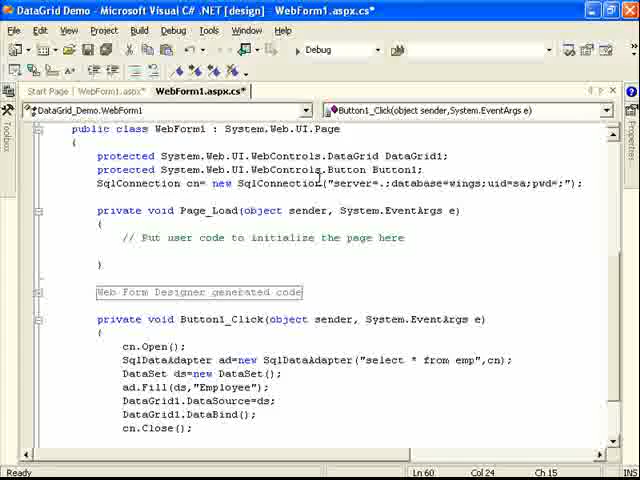 DataGrid Demo - Microsoft Visual C# .NET [design] - WebForm1.aspx.cs*
File Edit View Project Build Debug Tools Window Help
Debug
Start Page WebForm1.aspx* WebForm1.aspx.cs*
DataGrid_Demo.WebForm1 Button1_Click(object sender,System.EventArgs e)
Toolbox
Properties
public class WebForm1 : System.Web.UI.Page
{
protected System.Web.UI.WebControls.DataGrid DataGrid1;
protected System.Web.UI.WebControls.Button Button1;
SqlConnection cn= new SqlConnection("server=.;database=wings;uid=sa;pwd=;");
private void Page_Load(object sender, System.EventArgs e)
{
// Put user code to initialize the page here
}
Web Form Designer generated code
private void Button1_Click(object sender, System.EventArgs e)
{
cn.Open();
SqlDataAdapter ad=new SqlDataAdapter("select * from emp",cn);
DataSet ds=new DataSet();
ad.Fill(ds,"Employee");
DataGrid1.DataSource=ds;
DataGrid1.DataBind();
cn.Close();
Ready Ln 60 Col 24 Ch 15 INS